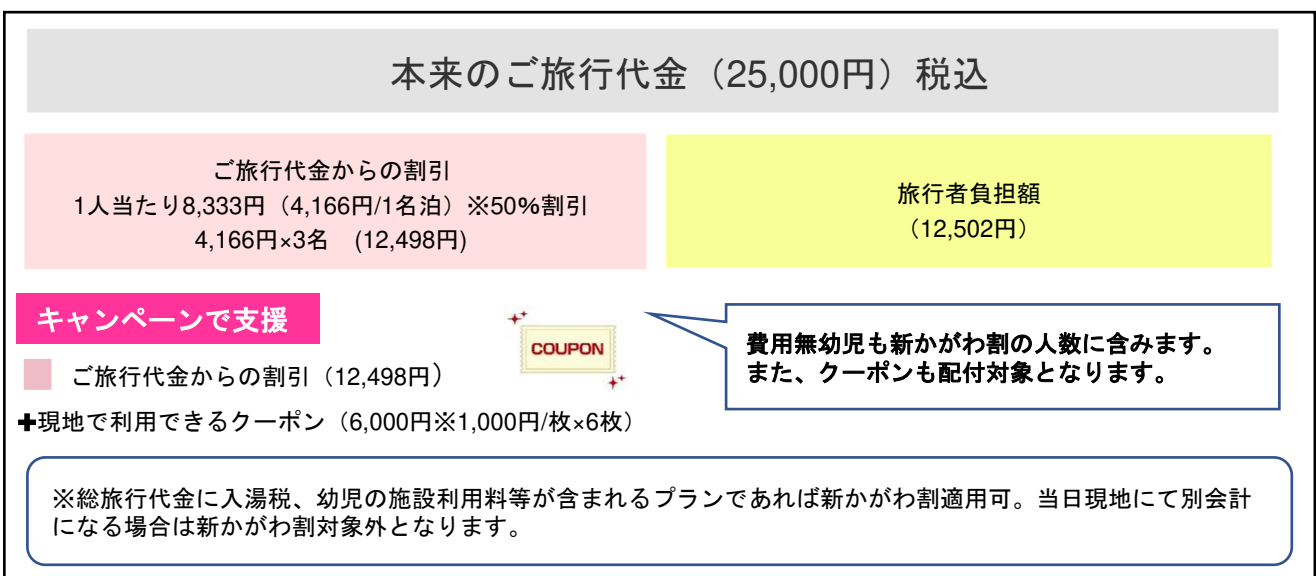 本来のご旅行代金（25,000円）税込
ご旅行代金からの割引
1人当たり8,333円（4,166円/1名泊）※50%割引
4,166円×3名　(12,498円)
旅行者負担額
（12,502円）
キャンペーンで支援
COUPON
費用無幼児も新かがわ割の人数に含みます。
また、クーポンも配付対象となります。
ご旅行代金からの割引（12,498円）
✚現地で利用できるクーポン（6,000円※1,000円/枚×6枚）
※総旅行代金に入湯税、幼児の施設利用料等が含まれるプランであれば新かがわ割適用可。当日現地にて別会計
になる場合は新かがわ割対象外となります。